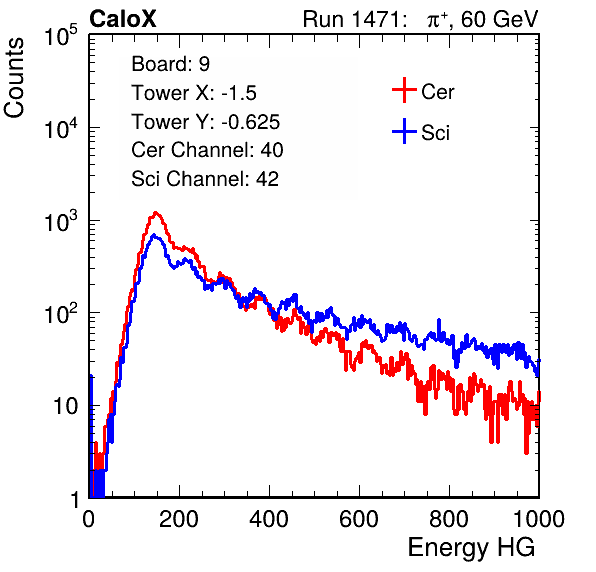 CaloX Run 1471: π⁺, 60 GeV
Counts
10⁵
10⁴
10³
10²
10
1
Board: 9
Tower X: -1.5
Tower Y: -0.625
Cer Channel: 40
Sci Channel: 42
Cer
Sci
0 200 400 600 800 1000
Energy HG